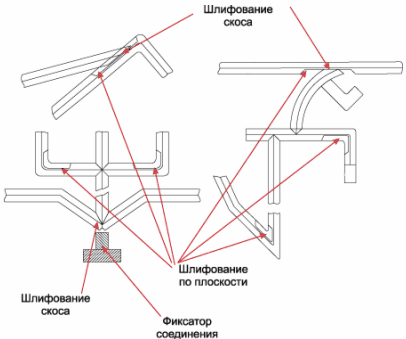 Шлифование
скоса
Шлифование
по плоскости
Шлифование
скоса
Фиксатор
соединения